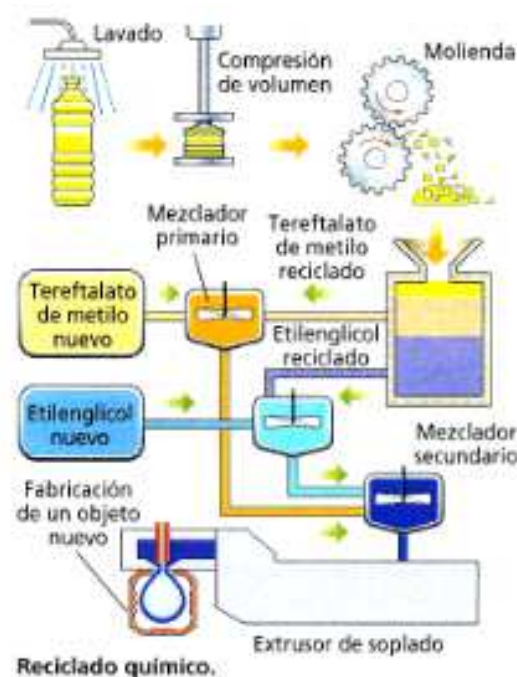 Lavado
Compresión
de volumen
Molienda
Mezclador
primario
Tereftalato
de metilo
reciclado
Tereftalato
de metilo
nuevo
Etilenglicol
reciclado
Etilenglicol
nuevo
Mezclador
secundario
Fabricación
de un objeto
nuevo
Extrusor de soplado
Reciclado químico.